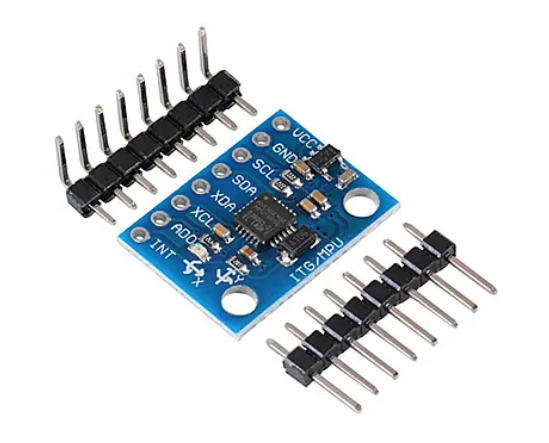 VCC
GND
SCL
SDA
XDA
XCL
ADO
INT
X
Y
ITG/MPU